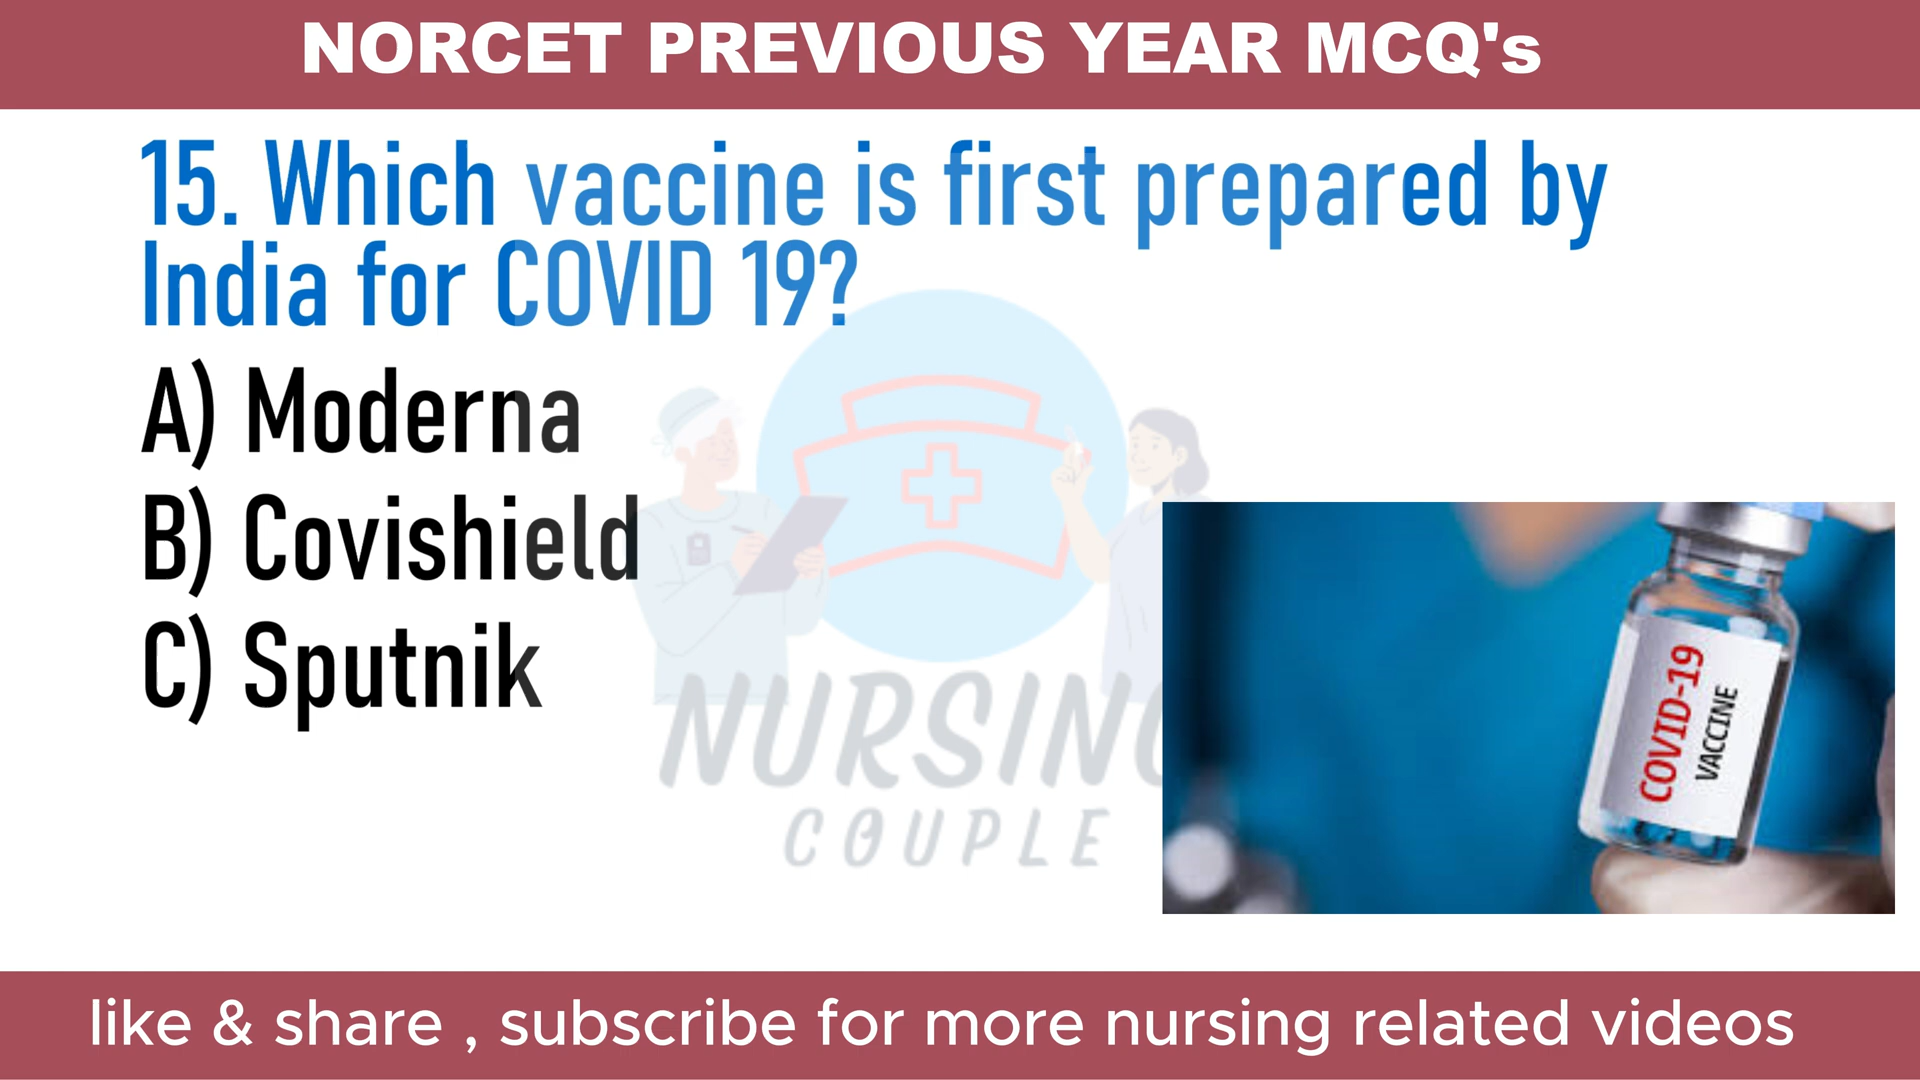 NORCET PREVIOUS YEAR MCQ's
15. Which vaccine is first prepared by
India for COVID 19?
A) Moderna
B) Covishield
C) Sputnik
NURSING
COUPLE
COVID-19
VACCINE
like & share , subscribe for more nursing related videos